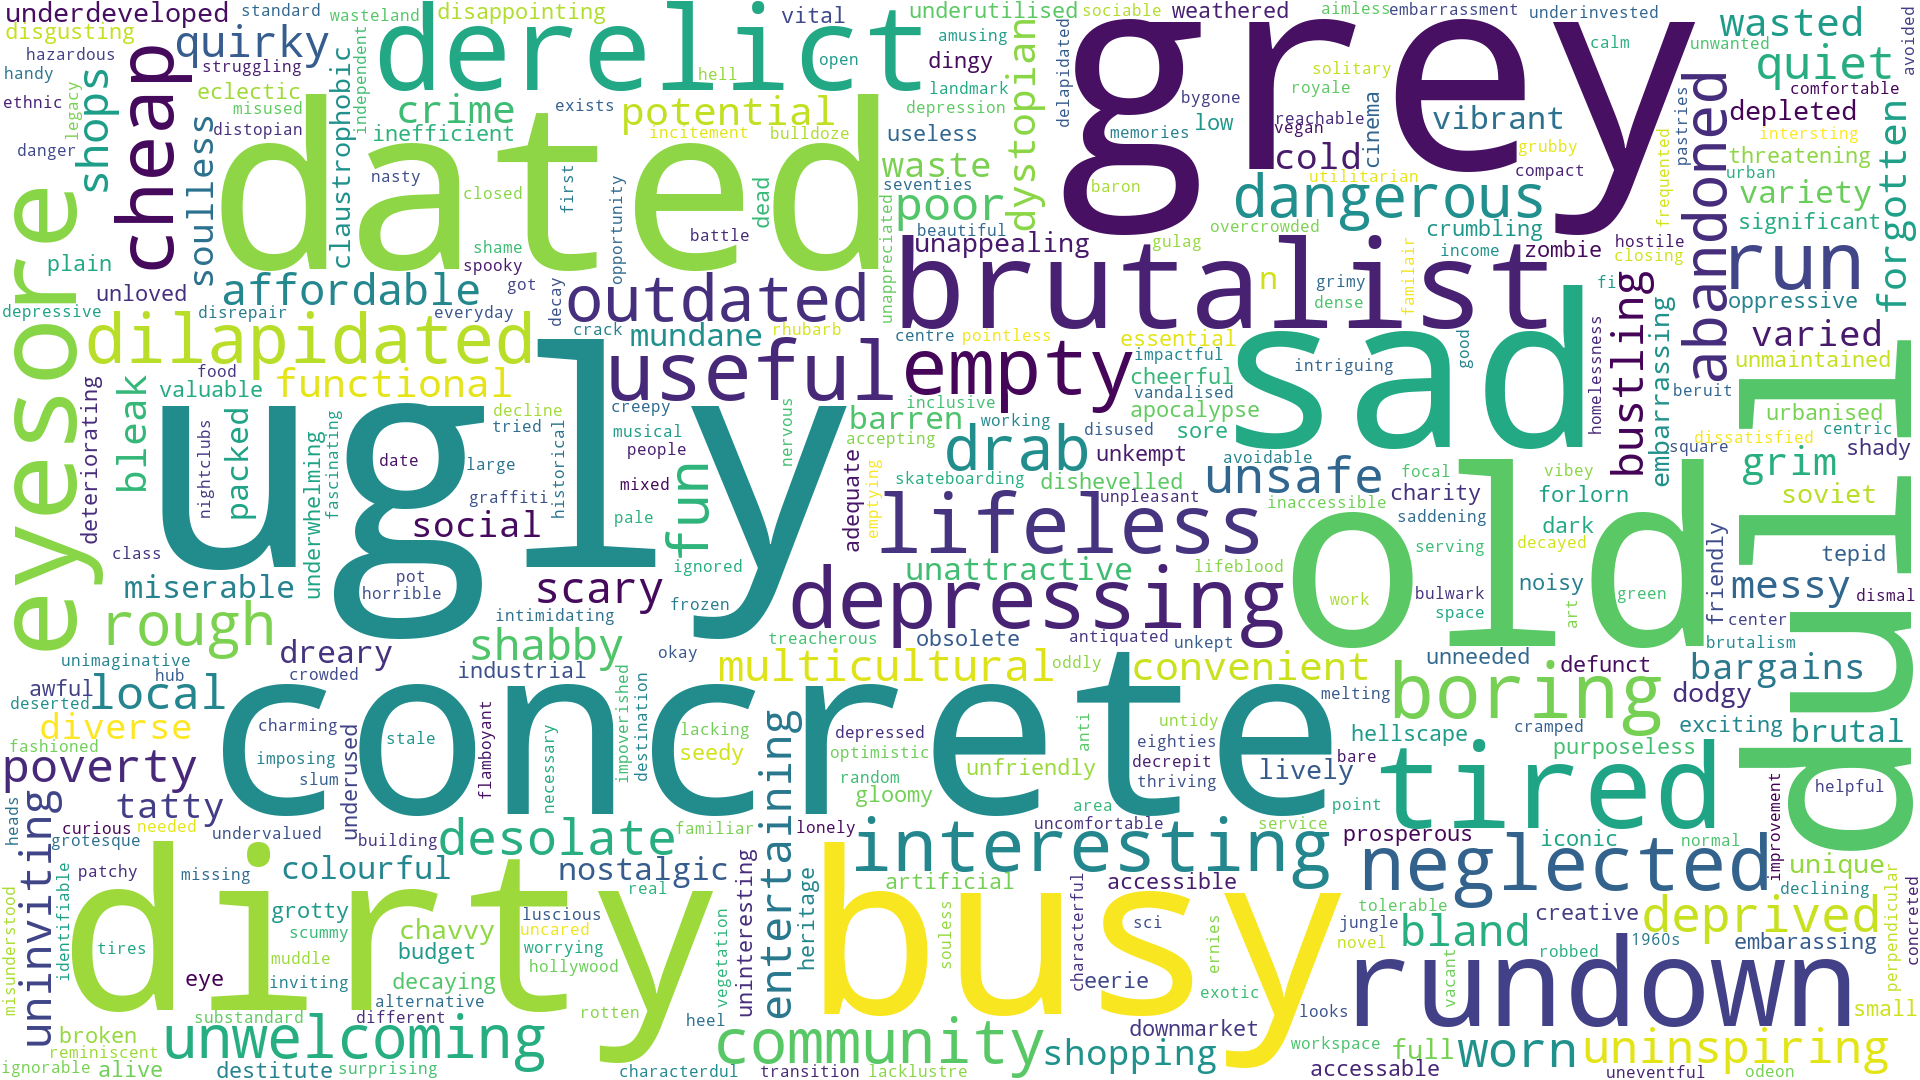 underdeveloped
standard
wasteland
disappointing
vital
underutilised
sociable
weathered
aimless
embarrassment
underinvested
wasted
avoided
disgusting
quirky
derelict
amusing
grey
calm
unwanted
hazardous
cheap
struggling
claustrophobic
independent
hell
open
dingy
dystopian
delapidated
solitary
quiet
handy
shops
eclectic
landmark
royale
comfortable
ethnic
legacy
misused
crime
exists
potential
depression
bygone
cinema
vibrant
pastries
abandoned
depleted
forgotten
distopian
inefficient
incitement
bulldoze
useless
memories
low
reachable
vegan
intersting
danger
soulless
dated
nasty
first
opportunity
closed
dead
waste
seventies
cold
grubby
compact
frequented
threatening
urban
utilitarian
baron
poor
dangerous
variety
eyesore
shame
battle
unappreciated
beautiful
overcrowded
crumbling
significant
plain
spooky
unappealing
gulag
income
zombie
hostile
closing
run
unloved
affordable
got
decay
outdated
brutalist
n
grimy
familair
fi
bustling
oppressive
depressive
disrepair
everyday
dense
embarrassing
dilapidated
crack
mundane
rhubarb
centre
pointless
essential
sad
good
homelessness
varied
dull
food
useful
empty
impactful
intriguing
unmaintained
deteriorating
bleak
valuable
functional
cheerful
beruit
ugly
vandalised
packed
nightclubs
decline
tried
creepy
inclusive
apocalypse
urbanised
fascinating
musical
nervous
barren
working
centric
underwhelming
people
fun
accepting
drab
disused
sore
square
dissatisfied
shady
date
large
historical
adequate
emptying
unkempt
avoidable
grim
graffiti
mixed
skateboarding
dishevelled
unsafe
focal
vibey
soviet
pale
unpleasant
inaccessible
charity
forlorn
social
lifeless
old
saddening
dark
friendly
class
serving
decayed
tepid
ignored
unattractive
lifeblood
miserable
pot
scary
depressing
noisy
messy
horrible
frozen
work
bulwark
green
dismal
rough
intimidating
space
art
center
shabby
treacherous
obsolete
antiquated
unkept
brutalism
dreary
okay
unneeded
defunct
unimaginative
hub
crowded
industrial
impoverished
destination
multicultural
oddly
convenient
bargains
awful
local
concrete
melting
boring
dodgy
deserted
diverse
charming
underused
flamboyant
lacking
depressed
anti
untidy
cramped
exciting
fashioned
stale
necessary
seedy
entertaining
optimistic
eighties
hellscape
brutal
imposing
unfriendly
decrepit
bare
purposeless
poverty
slum
random
thriving
lively
tired
improvement
helpful
heads
tatty
gloomy
area
point
curious
needed
undervalued
familiar
lonely
uncomfortable
service
prosperous
iconic
normal
grotesque
building
desolate
interesting
uninviting
colourful
nostalgic
uninteresting
neglected
unique
patchy
missing
real
heritage
artificial
accessible
declining
perpendicular
misunderstood
identifiable
dirty
busy
characterful
tolerable
creative
deprived
concreted
grotty
luscious
vegetation
souless
sci
ernies
jungle
bland
scummy
chavvy
uncared
novel
1960s
embarassing
tires
muddle
budget
worrying
robbed
eye
inviting
decaying
hollywood
eerie
exotic
vacant
rundown
alternative
small
substandard
different
rotten
heel
looks
broken
unwelcoming
community
downmarket
workspace
full
worn
uninspiring
reminiscent
shopping
ignorable
alive
destitute
surprising
characterdul
transition
lacklustre
accessable
uneventful
odeon